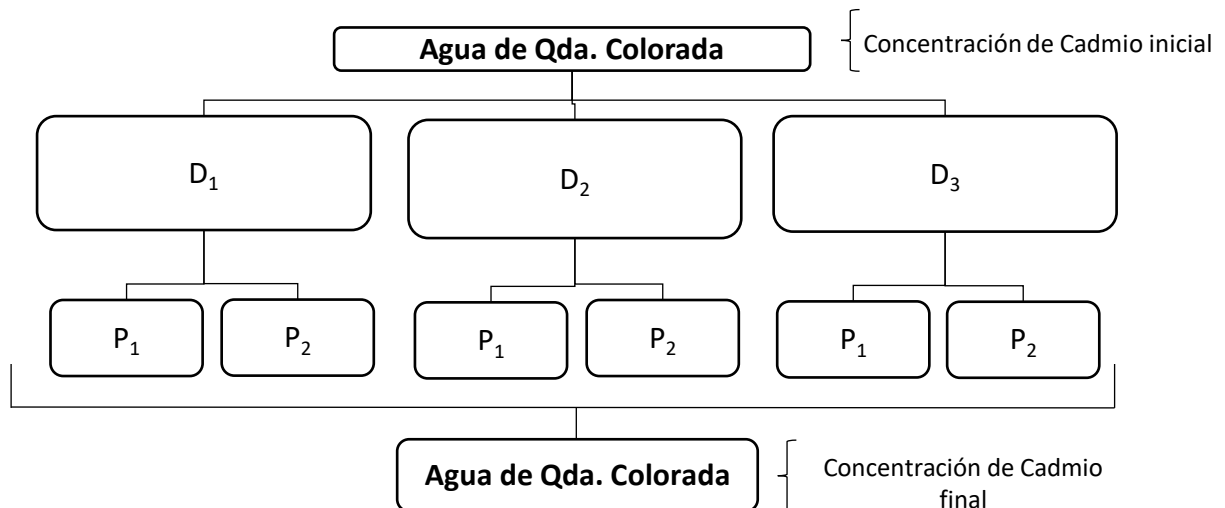 Agua de Qda. Colorada
Concentración de Cadmio inicial
D₁
D₂
D₃
P₁
P₂
P₁
P₂
P₁
P₂
Agua de Qda. Colorada
Concentración de Cadmio
final